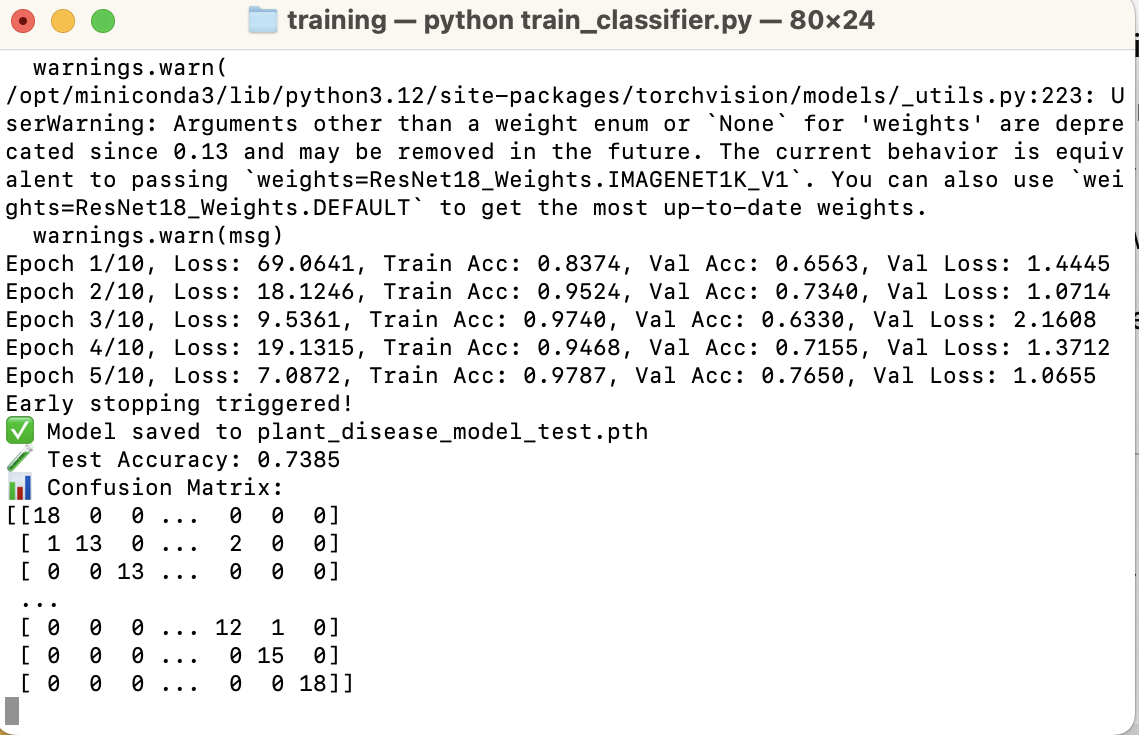 training — python train_classifier.py — 80×24
warnings.warn(
/opt/miniconda3/lib/python3.12/site-packages/torchvision/models/_utils.py:223: U
serWarning: Arguments other than a weight enum or `None` for 'weights' are depre
cated since 0.13 and may be removed in the future. The current behavior is equiv
alent to passing `weights=ResNet18_Weights.IMAGENET1K_V1`. You can also use `wei
ghts=ResNet18_Weights.DEFAULT` to get the most up-to-date weights.
warnings.warn(msg)
Epoch 1/10, Loss: 69.0641, Train Acc: 0.8374, Val Acc: 0.6563, Val Loss: 1.4445
Epoch 2/10, Loss: 18.1246, Train Acc: 0.9524, Val Acc: 0.7340, Val Loss: 1.0714
Epoch 3/10, Loss: 9.5361, Train Acc: 0.9740, Val Acc: 0.6330, Val Loss: 2.1608
Epoch 4/10, Loss: 19.1315, Train Acc: 0.9468, Val Acc: 0.7155, Val Loss: 1.3712
Epoch 5/10, Loss: 7.0872, Train Acc: 0.9787, Val Acc: 0.7650, Val Loss: 1.0655
Early stopping triggered!
✅ Model saved to plant_disease_model_test.pth
🧪 Test Accuracy: 0.7385
📊 Confusion Matrix:
[[18  0  0 ...  0  0  0]
 [ 1 13  0 ...  2  0  0]
 [ 0  0 13 ...  0  0  0]
 ...
 [ 0  0  0 ... 12  1  0]
 [ 0  0  0 ...  0 15  0]
 [ 0  0  0 ...  0  0 18]]